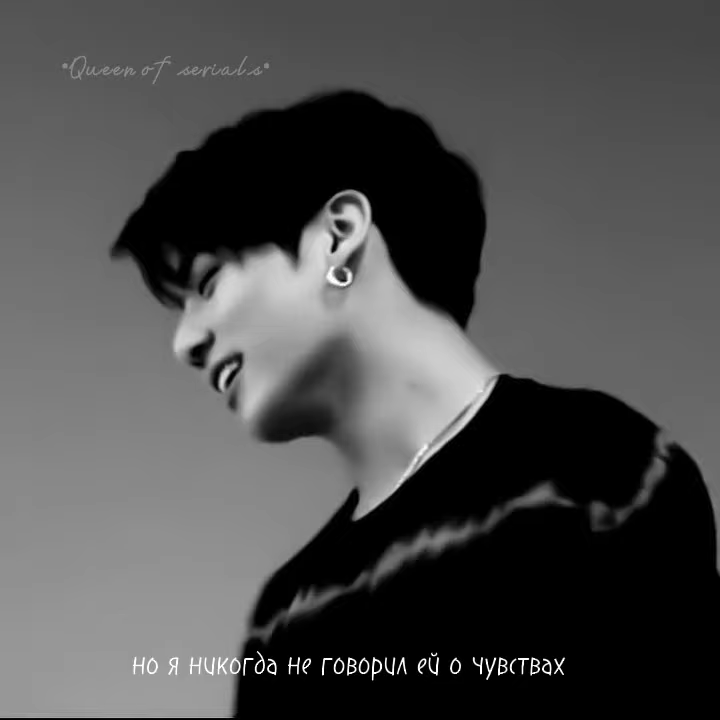 •Queen of serials•
но я никогда не говорил ей о чувствах